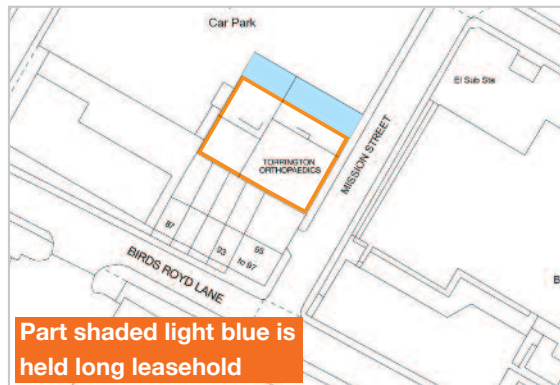 Car Park
El Sub Sta
TORRINGTON
ORTHOPAEDICS
MISSION STREET
87
93
95
to 97
BIRDS ROYD LANE
B
Part shaded light blue is
held long leasehold